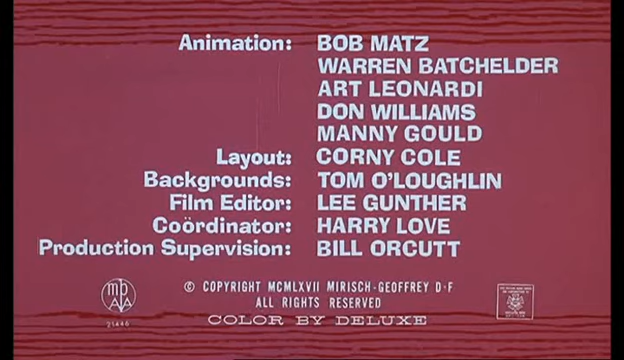 Animation: BOB MATZ
WARREN BATCHELDER
ART LEONARDI
DON WILLIAMS
MANNY GOULD
Layout: CORNY COLE
Backgrounds: TOM O'LOUGHLIN
Film Editor: LEE GUNTHER
Coördinator: HARRY LOVE
Production Supervision: BILL ORCUTT
© COPYRIGHT MCMLXVII MIRISCH-GEOFFREY D-F
ALL RIGHTS RESERVED
COLOR BY DELUXE
21446